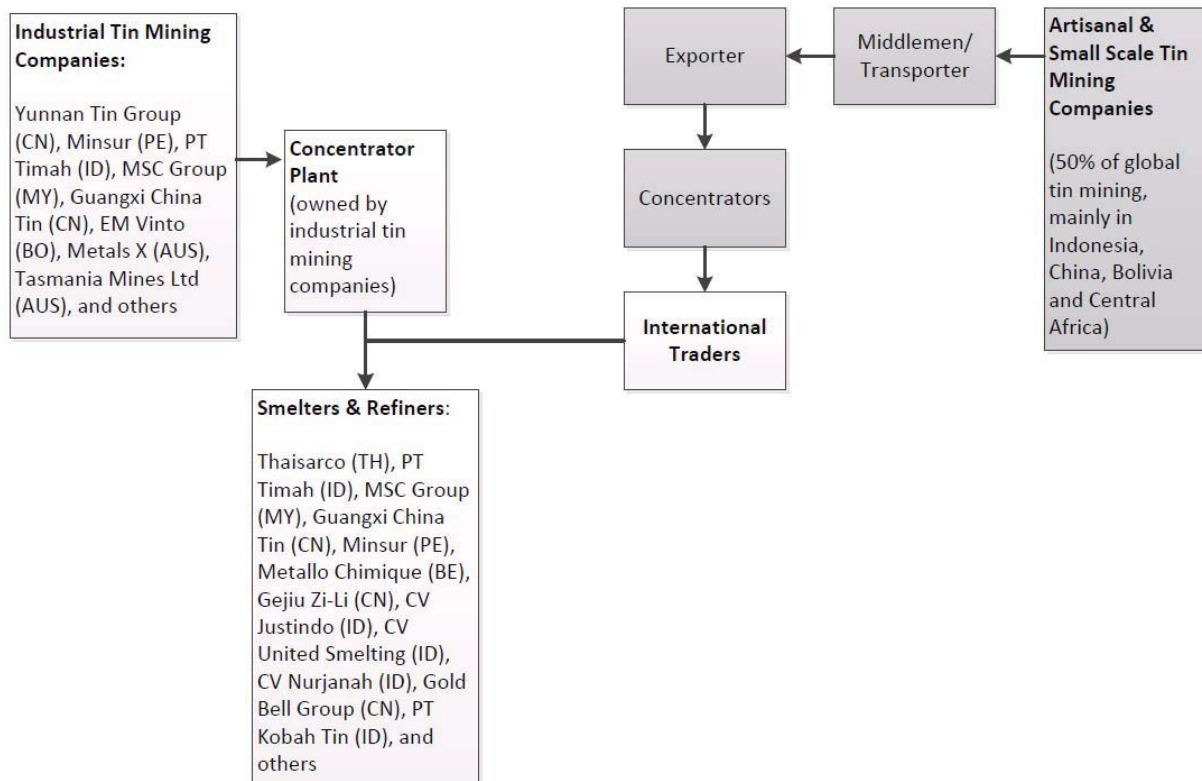 Industrial Tin Mining
Companies:
Yunnan Tin Group
(CN), Minsur (PE), PT
Timah (ID), MSC Group
(MY), Guangxi China
Tin (CN), EM Vinto
(BO), Metals X (AUS),
Tasmania Mines Ltd
(AUS), and others
Concentrator
Plant
(owned by
industrial tin
mining
companies)
Exporter
Middlemen/
Transporter
Artisanal &
Small Scale Tin
Mining
Companies
(50% of global
tin mining,
mainly in
Indonesia,
China, Bolivia
and Central
Africa)
Concentrators
International
Traders
Smelters & Refiners:
Thaisarco (TH), PT
Timah (ID), MSC Group
(MY), Guangxi China
Tin (CN), Minsur (PE),
Metallo Chimique (BE),
Gejiu Zi-Li (CN), CV
Justindo (ID), CV
United Smelting (ID),
CV Nurjanah (ID), Gold
Bell Group (CN), PT
Kobah Tin (ID), and
others